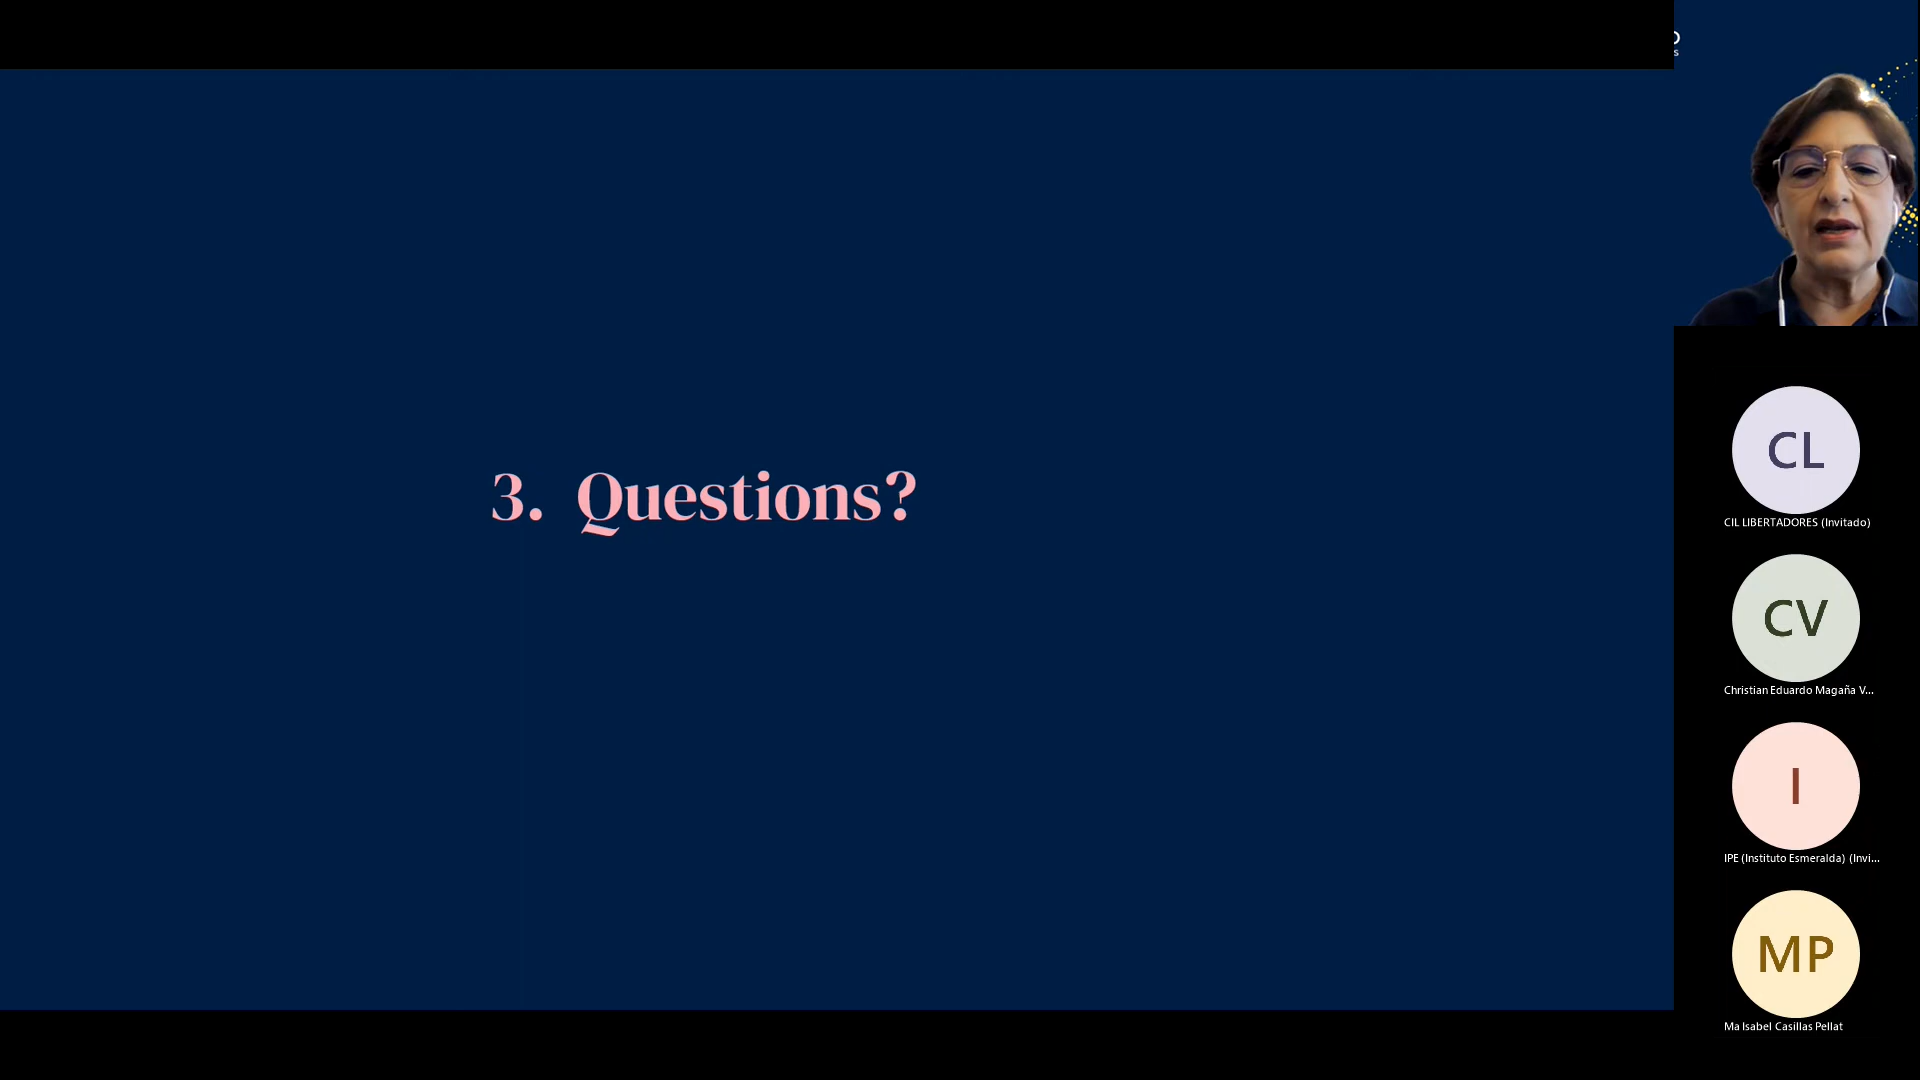 3. Questions?
CL
CIL LIBERTADORES (Invitado)
CV
Christian Eduardo Magaña V...
I
IPE (Instituto Esmeralda) (Invi...
MP
Ma Isabel Casillas Pellat